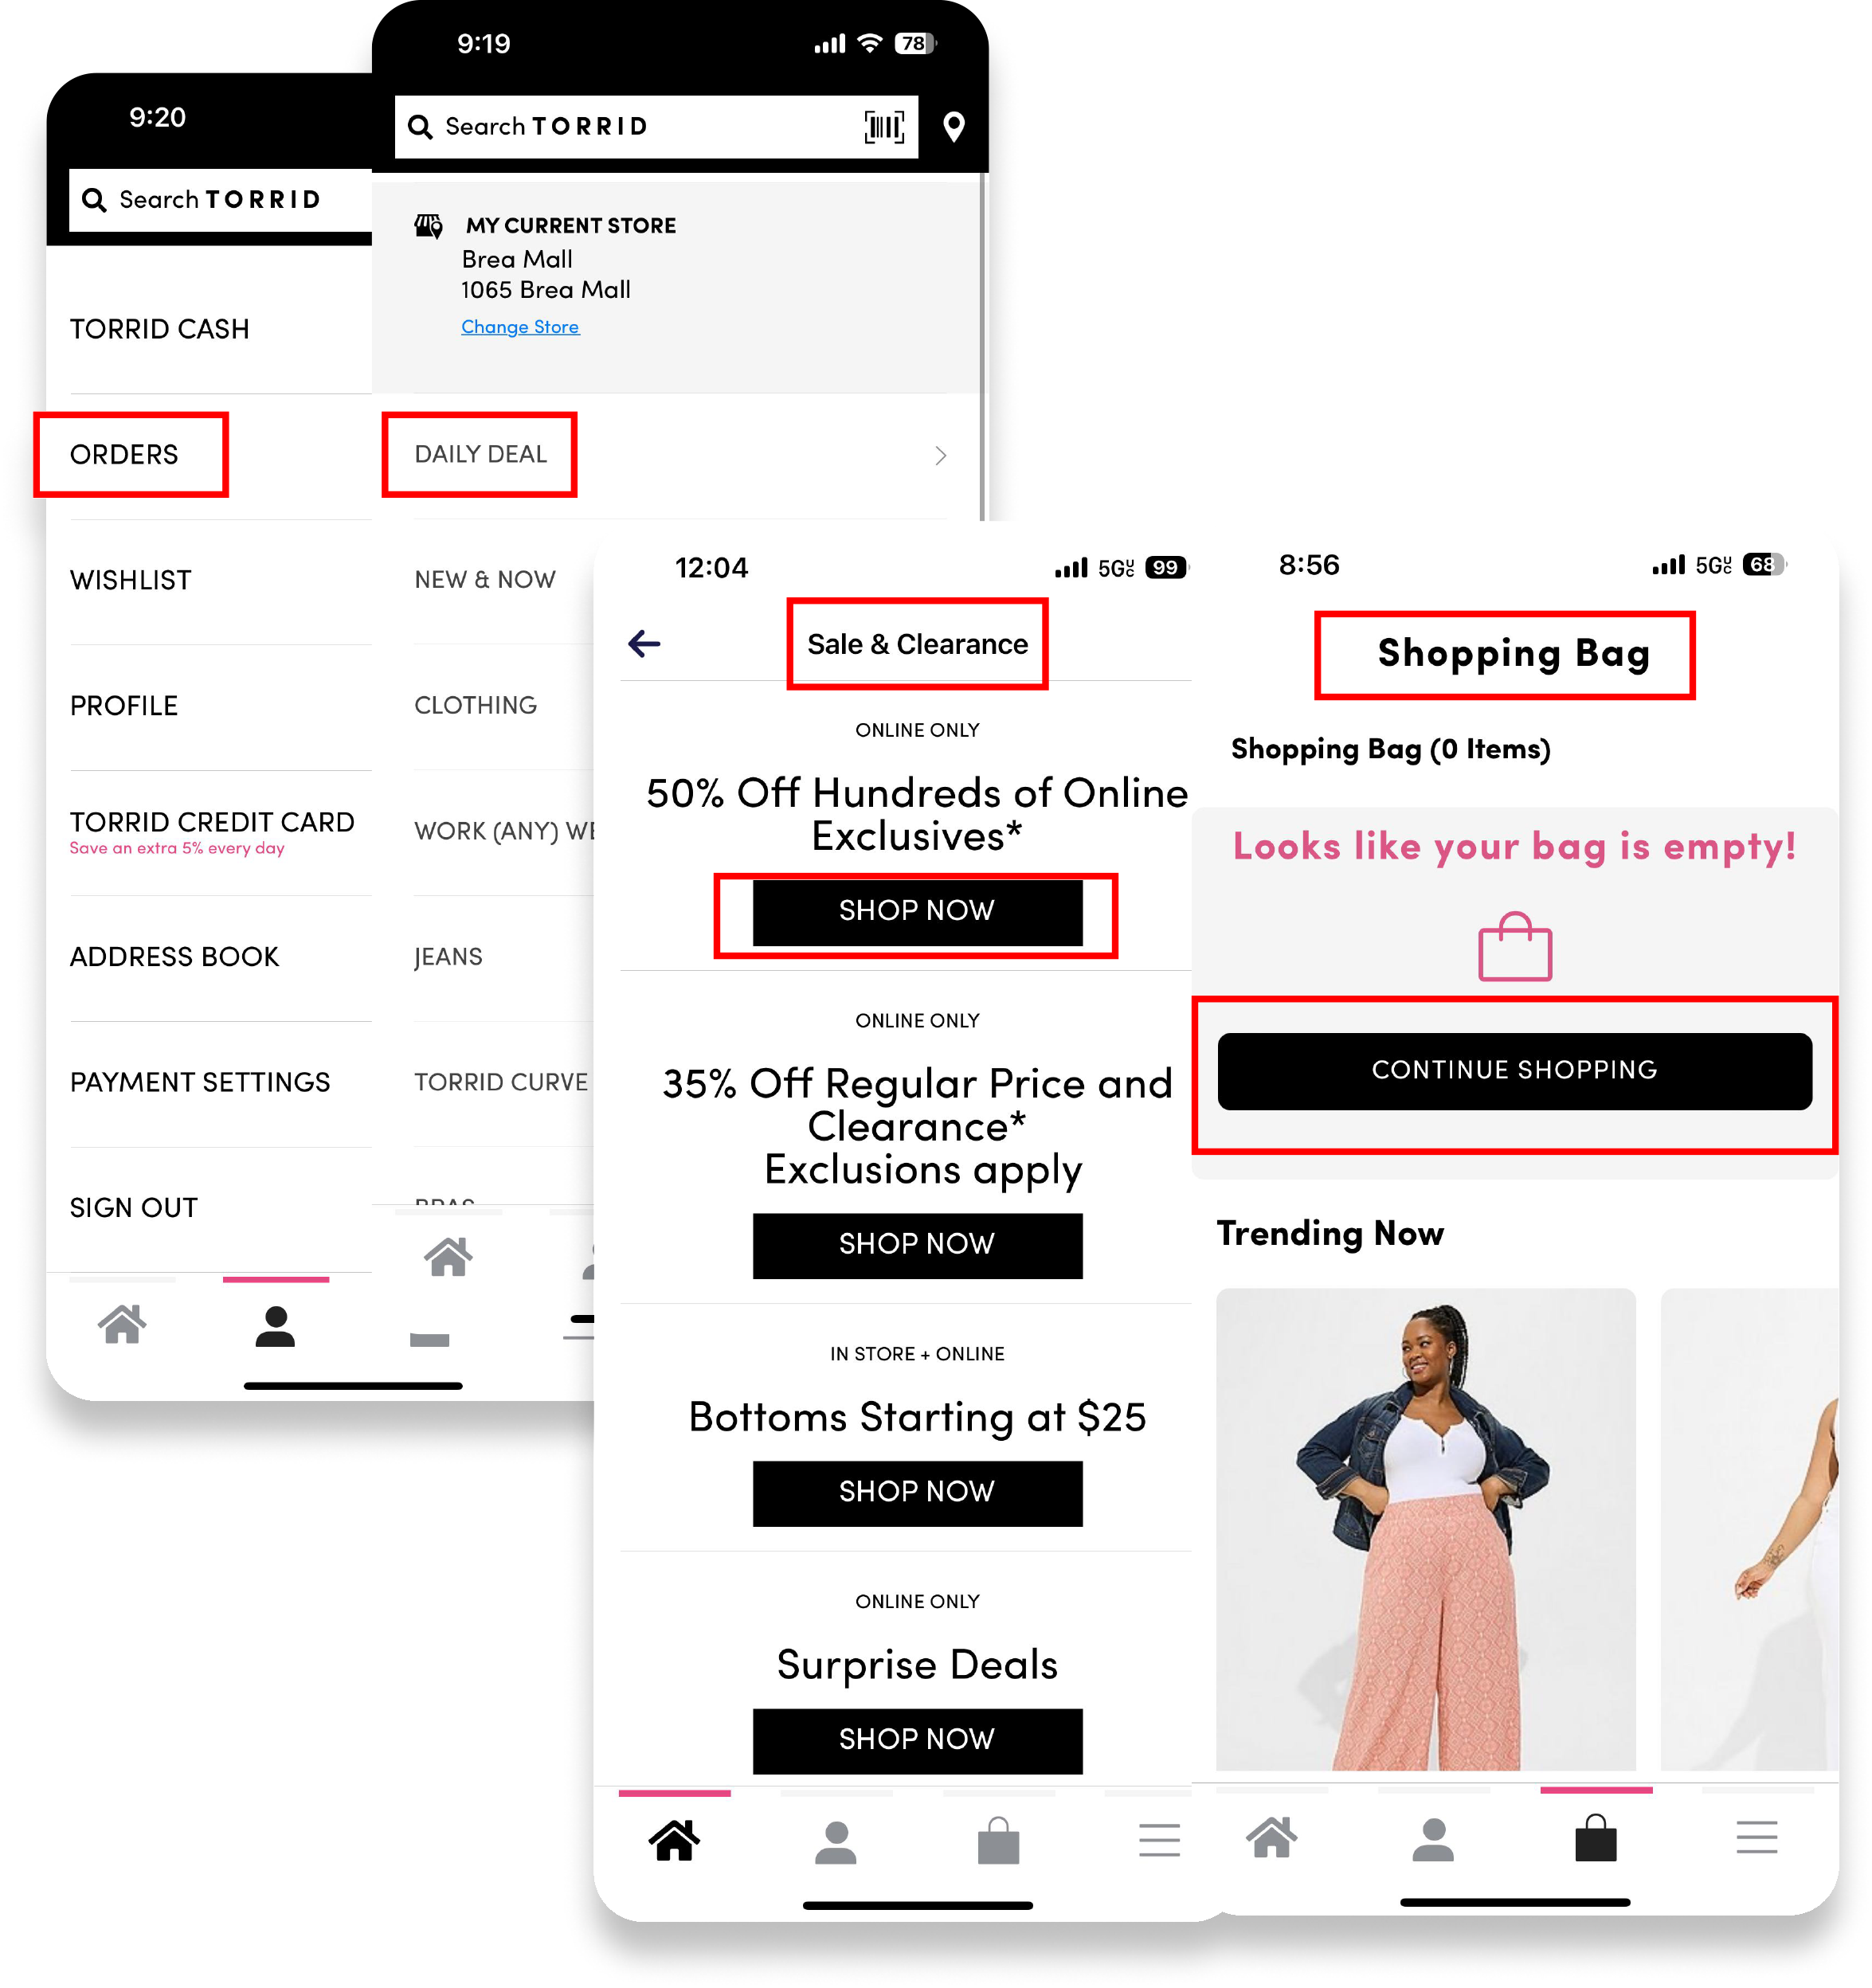 9:20
Search TORRID
TORRID CASH
ORDERS
WISHLIST
PROFILE
TORRID CREDIT CARD
Save an extra 5% every day
ADDRESS BOOK
PAYMENT SETTINGS
SIGN OUT
9:19
78
Search TORRID
MY CURRENT STORE
Brea Mall
1065 Brea Mall
Change Store
DAILY DEAL
NEW & NOW
CLOTHING
WORK (ANY) WE
JEANS
TORRID CURVE
BRAS
12:04
5GUC 99
Sale & Clearance
ONLINE ONLY
50% Off Hundreds of Online
Exclusives*
SHOP NOW
ONLINE ONLY
35% Off Regular Price and
Clearance*
Exclusions apply
SHOP NOW
IN STORE + ONLINE
Bottoms Starting at $25
SHOP NOW
ONLINE ONLY
Surprise Deals
SHOP NOW
8:56
5GUC 68
Shopping Bag
Shopping Bag (0 Items)
Looks like your bag is empty!
CONTINUE SHOPPING
Trending Now